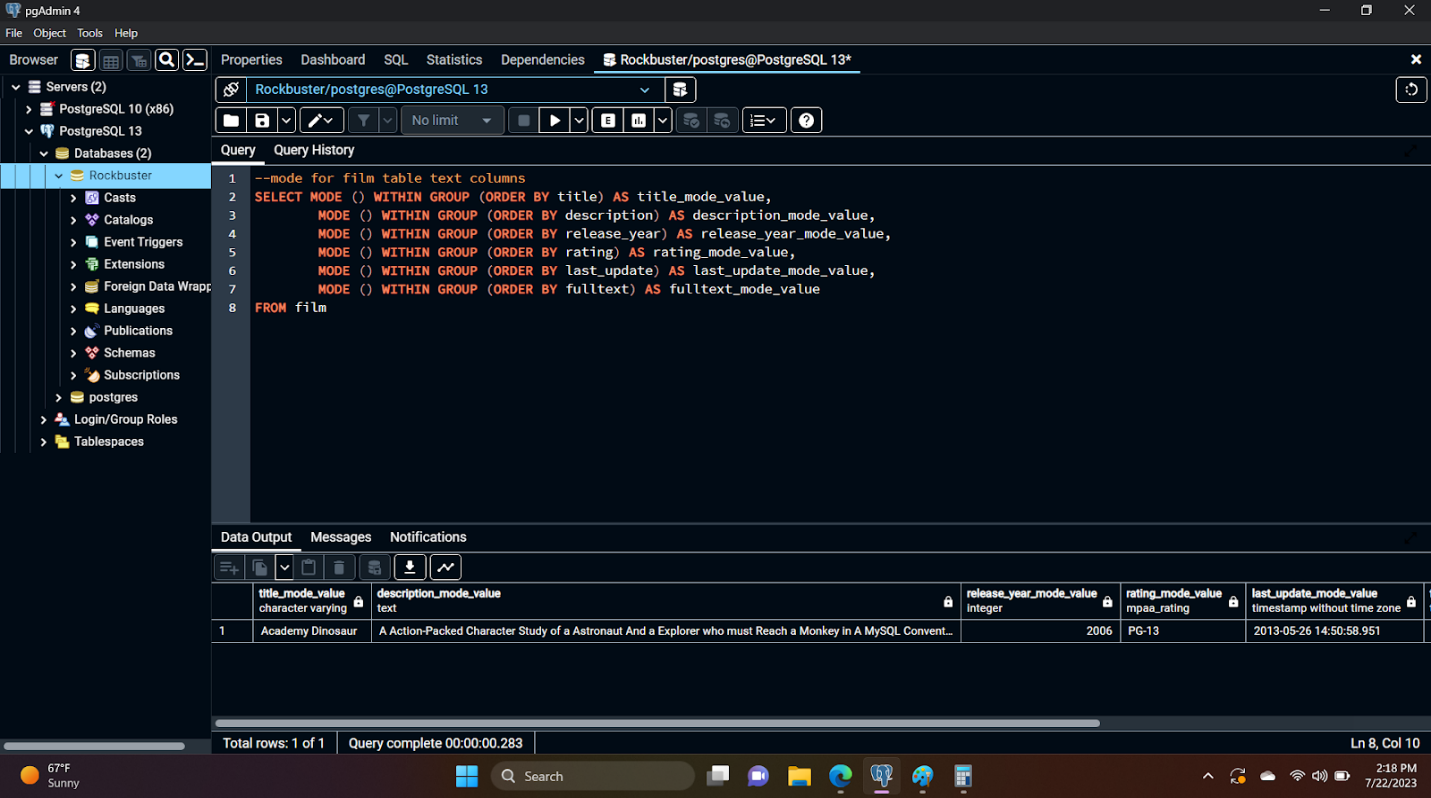 pgAdmin 4
File Object Tools Help
Browser
Properties Dashboard SQL Statistics Dependencies Rockbuster/postgres@PostgreSQL 13*
Servers (2)
PostgreSQL 10 (x86)
PostgreSQL 13
Databases (2)
Rockbuster
Casts
Catalogs
Event Triggers
Extensions
Foreign Data Wrapp
Languages
Publications
Schemas
Subscriptions
postgres
Login/Group Roles
Tablespaces
Rockbuster/postgres@PostgreSQL 13
No limit
E
Query Query History
1 --mode for film table text columns
2 SELECT MODE () WITHIN GROUP (ORDER BY title) AS title_mode_value,
3 MODE () WITHIN GROUP (ORDER BY description) AS description_mode_value,
4 MODE () WITHIN GROUP (ORDER BY release_year) AS release_year_mode_value,
5 MODE () WITHIN GROUP (ORDER BY rating) AS rating_mode_value,
6 MODE () WITHIN GROUP (ORDER BY last_update) AS last_update_mode_value,
7 MODE () WITHIN GROUP (ORDER BY fulltext) AS fulltext_mode_value
8 FROM film
Data Output Messages Notifications
title_mode_value description_mode_value release_year_mode_value rating_mode_value last_update_mode_value
character varying text integer mpaa_rating timestamp without time zone
1 Academy Dinosaur A Action-Packed Character Study of a Astronaut And a Explorer who must Reach a Monkey in A MySQL Convent... 2006 PG-13 2013-05-26 14:50:58.951
Total rows: 1 of 1 Query complete 00:00:00.283 Ln 8, Col 10
67°F
Sunny
Search
2:18 PM
7/22/2023